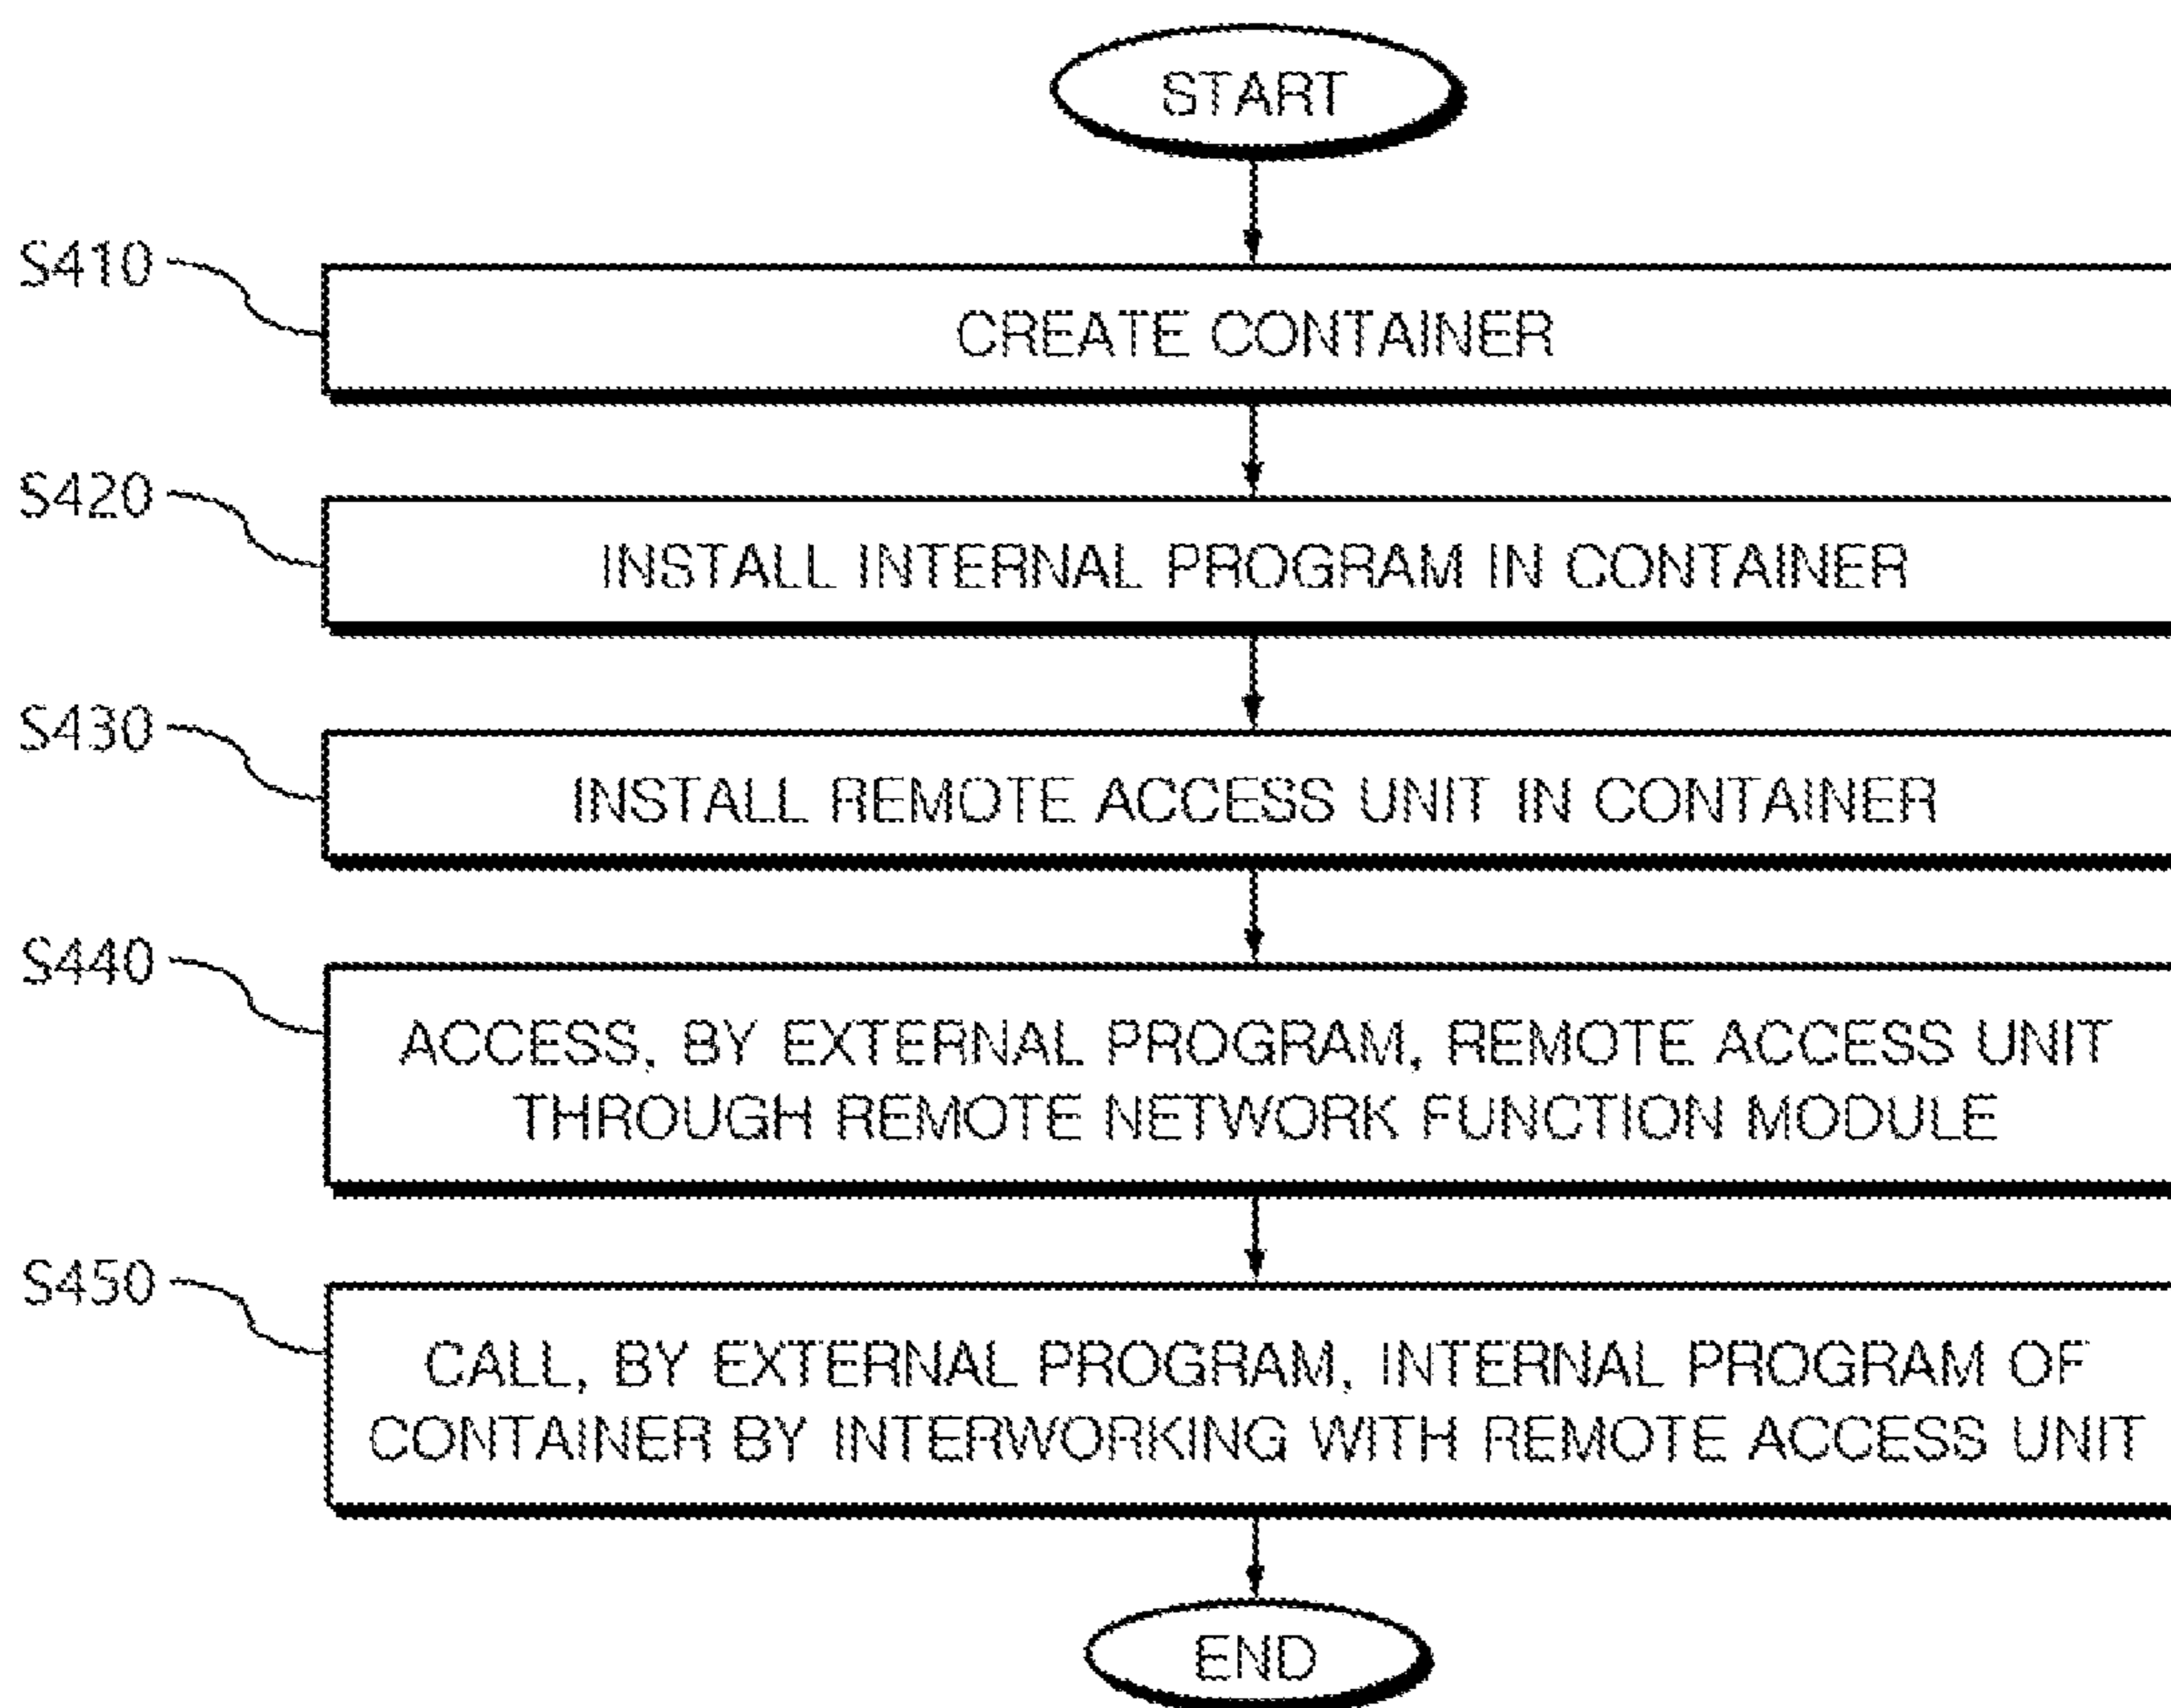 START
S410
CREATE CONTAINER
S420
INSTALL INTERNAL PROGRAM IN CONTAINER
S430
INSTALL REMOTE ACCESS UNIT IN CONTAINER
S440
ACCESS, BY EXTERNAL PROGRAM, REMOTE ACCESS UNIT
THROUGH REMOTE NETWORK FUNCTION MODULE
S450
CALL, BY EXTERNAL PROGRAM, INTERNAL PROGRAM OF
CONTAINER BY INTERWORKING WITH REMOTE ACCESS UNIT
END